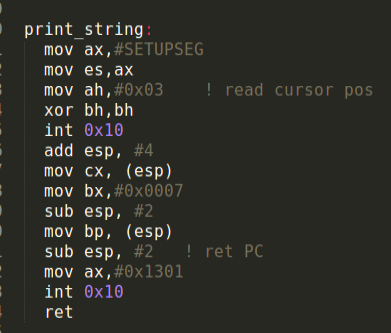 print_string:
mov ax,#SETUPSEG
mov es,ax
mov ah,#0x03    ! read cursor pos
xor bh,bh
int 0x10
add esp, #4
mov cx, (esp)
mov bx,#0x0007
sub esp, #2
mov bp, (esp)
sub esp, #2   ! ret PC
mov ax,#0x1301
int 0x10
ret